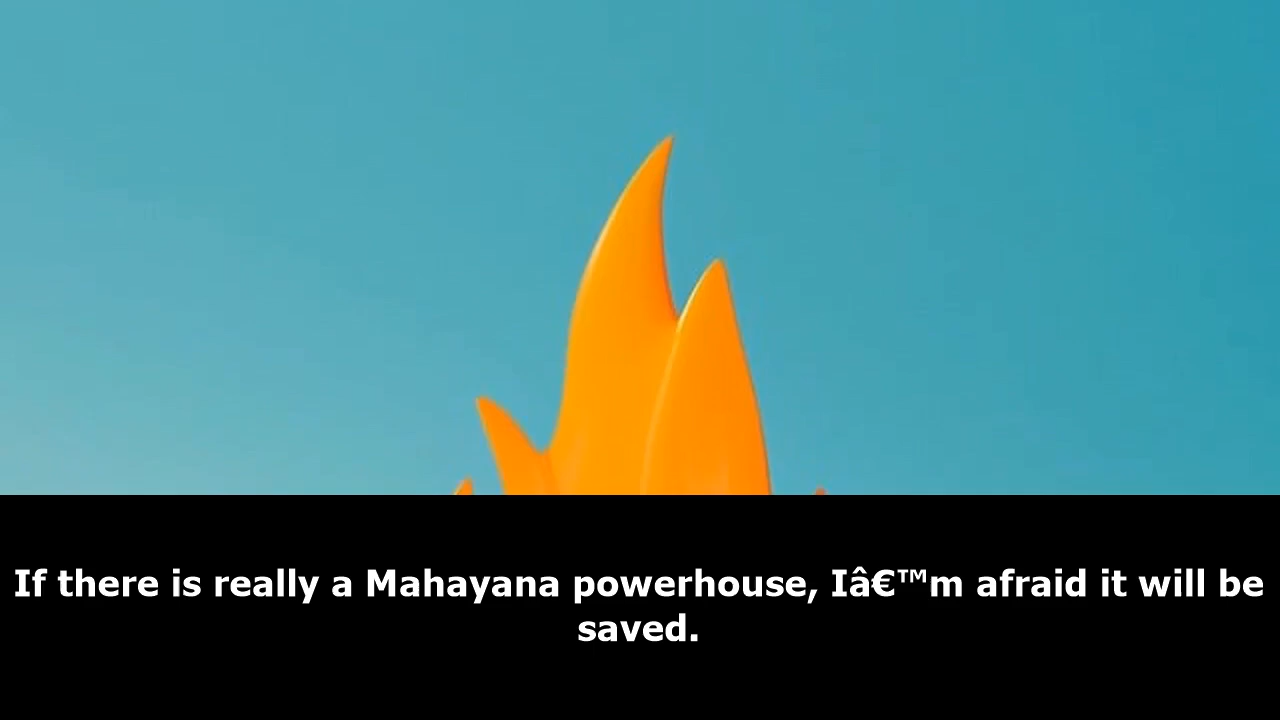 If there is really a Mahayana powerhouse, Iâ€™m afraid it will be
saved.